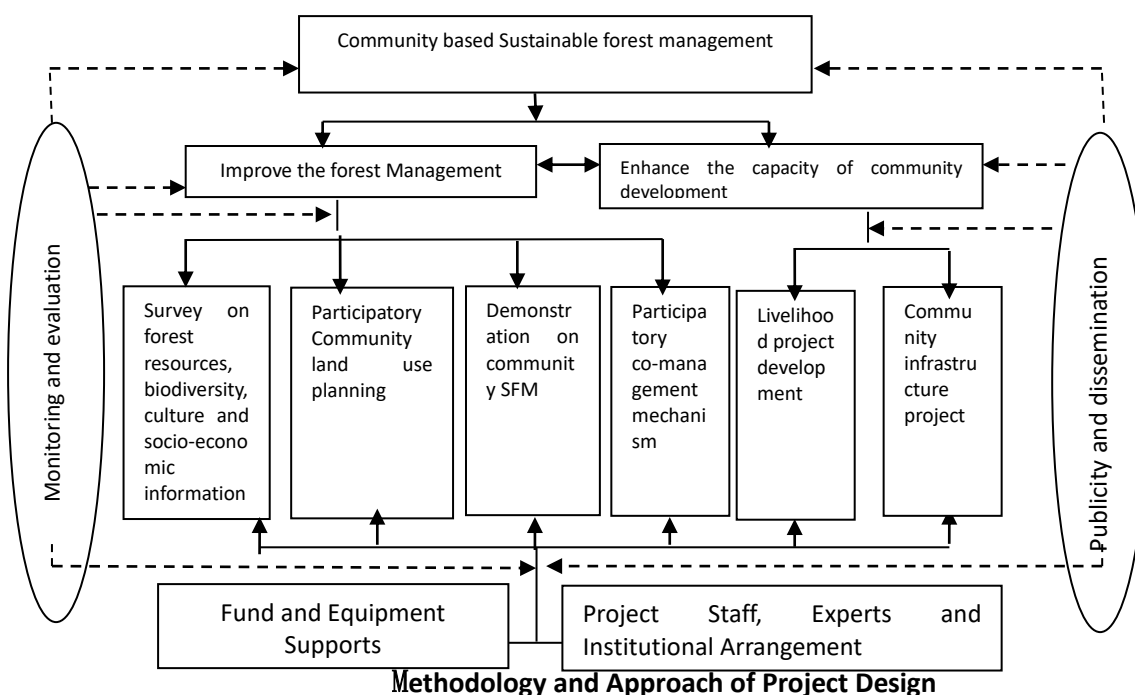 Community based Sustainable forest management
Improve the forest Management
Enhance the capacity of community
development
Monitoring and evaluation
Survey on
forest
resources,
biodiversity,
culture and
socio-econo
mic
information
Participatory
Community
land use
planning
Demonstr
ation on
communit
y SFM
Participa
tory
co-mana
gement
mechani
sm
Livelihoo
d project
develop
ment
Commu
nity
infrastru
cture
project
Publicity and dissemination
Fund and Equipment
Supports
Project Staff, Experts and
Institutional Arrangement
Methodology and Approach of Project Design